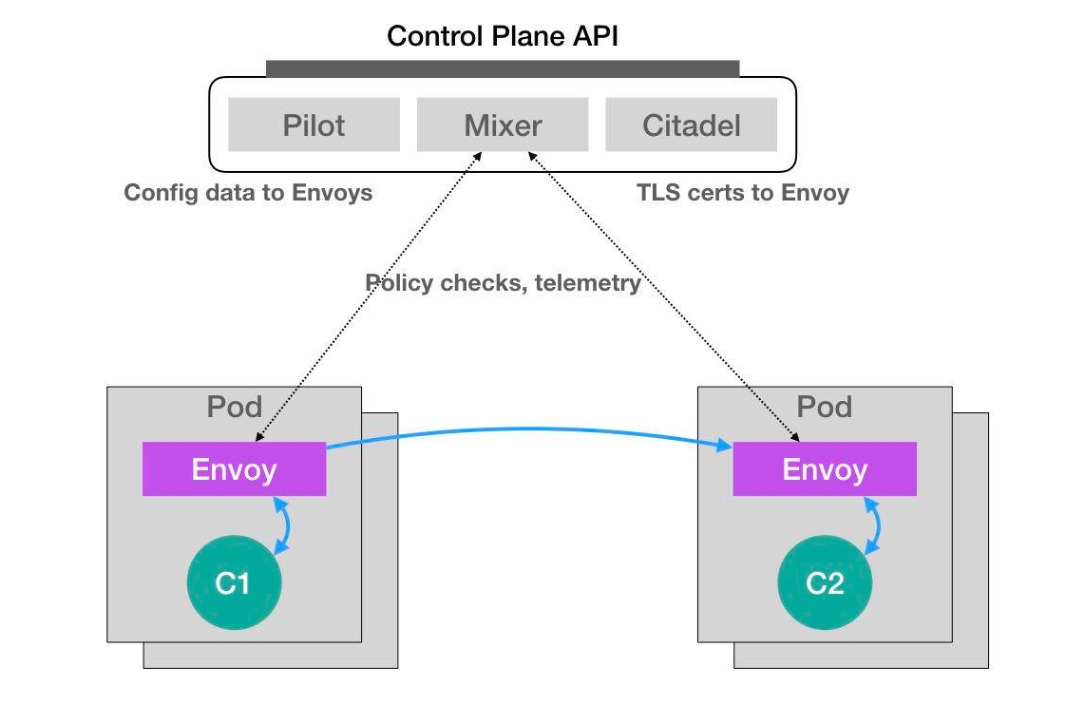 Control Plane API
Pilot
Mixer
Citadel
Config data to Envoys
TLS certs to Envoy
Policy checks, telemetry
Pod
Pod
Envoy
Envoy
C1
C2